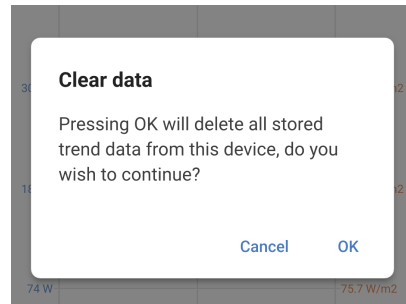 Clear data
Pressing OK will delete all stored
trend data from this device, do you
wish to continue?
Cancel OK
74 W 75.7 W/m2